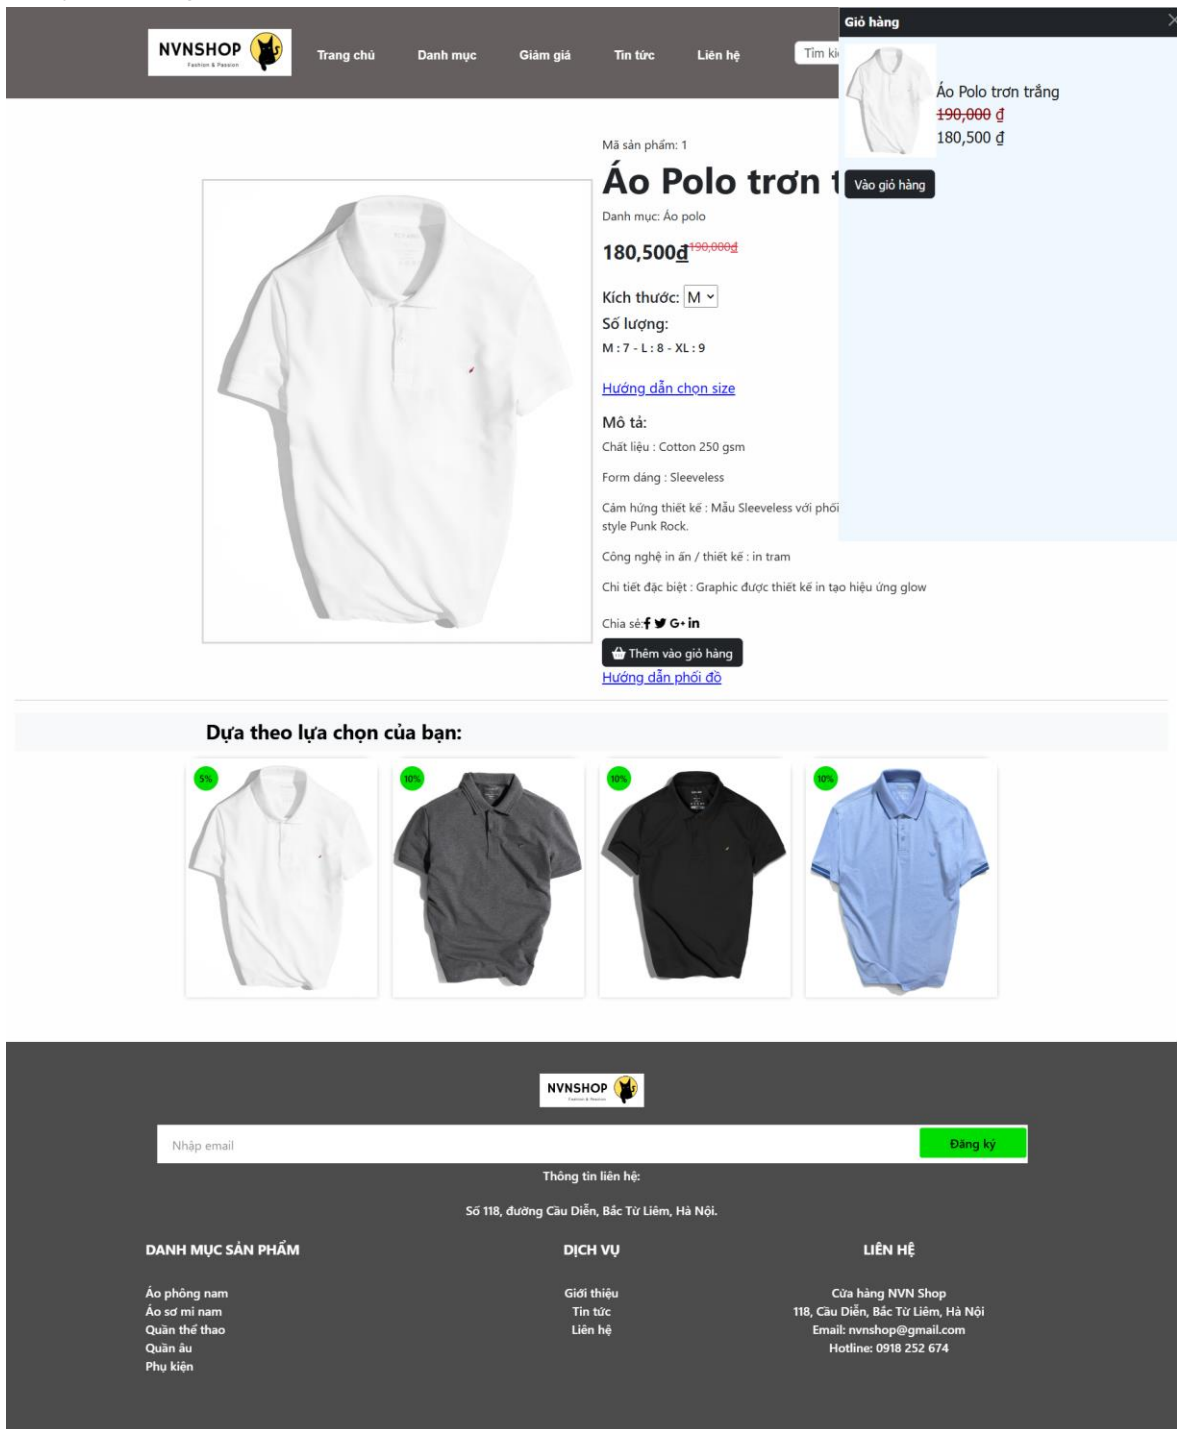 NVNSHOP
Fashion & Passion
Trang chủ
Danh mục
Giảm giá
Tin tức
Liên hệ
Tìm kiế
Giỏ hàng
Áo Polo trơn trắng
190,000 ₫
180,500 ₫
Vào giỏ hàng
Mã sản phẩm: 1
Áo Polo trơn t
Danh mục: Áo polo
180,500₫ 190,000₫
Kích thước: M
Số lượng:
M : 7 - L : 8 - XL : 9
Hướng dẫn chọn size
Mô tả:
Chất liệu : Cotton 250 gsm
Form dáng : Sleeveless
Cảm hứng thiết kế : Mẫu Sleeveless với phối
style Punk Rock.
Công nghệ in ấn / thiết kế : in tram
Chi tiết đặc biệt : Graphic được thiết kế in tạo hiệu ứng glow
Chia sẻ: G+ in
Thêm vào giỏ hàng
Hướng dẫn phối đồ
Dựa theo lựa chọn của bạn:
5%
10%
10%
10%
NVNSHOP
Fashion & Passion
Nhập email
Đăng ký
Thông tin liên hệ:
Số 118, đường Cầu Diễn, Bắc Từ Liêm, Hà Nội.
DANH MỤC SẢN PHẨM
Áo phông nam
Áo sơ mi nam
Quần thể thao
Quần âu
Phụ kiện
DỊCH VỤ
Giới thiệu
Tin tức
Liên hệ
LIÊN HỆ
Cửa hàng NVN Shop
118, Cầu Diễn, Bắc Từ Liêm, Hà Nội
Email: nvnshop@gmail.com
Hotline: 0918 252 674